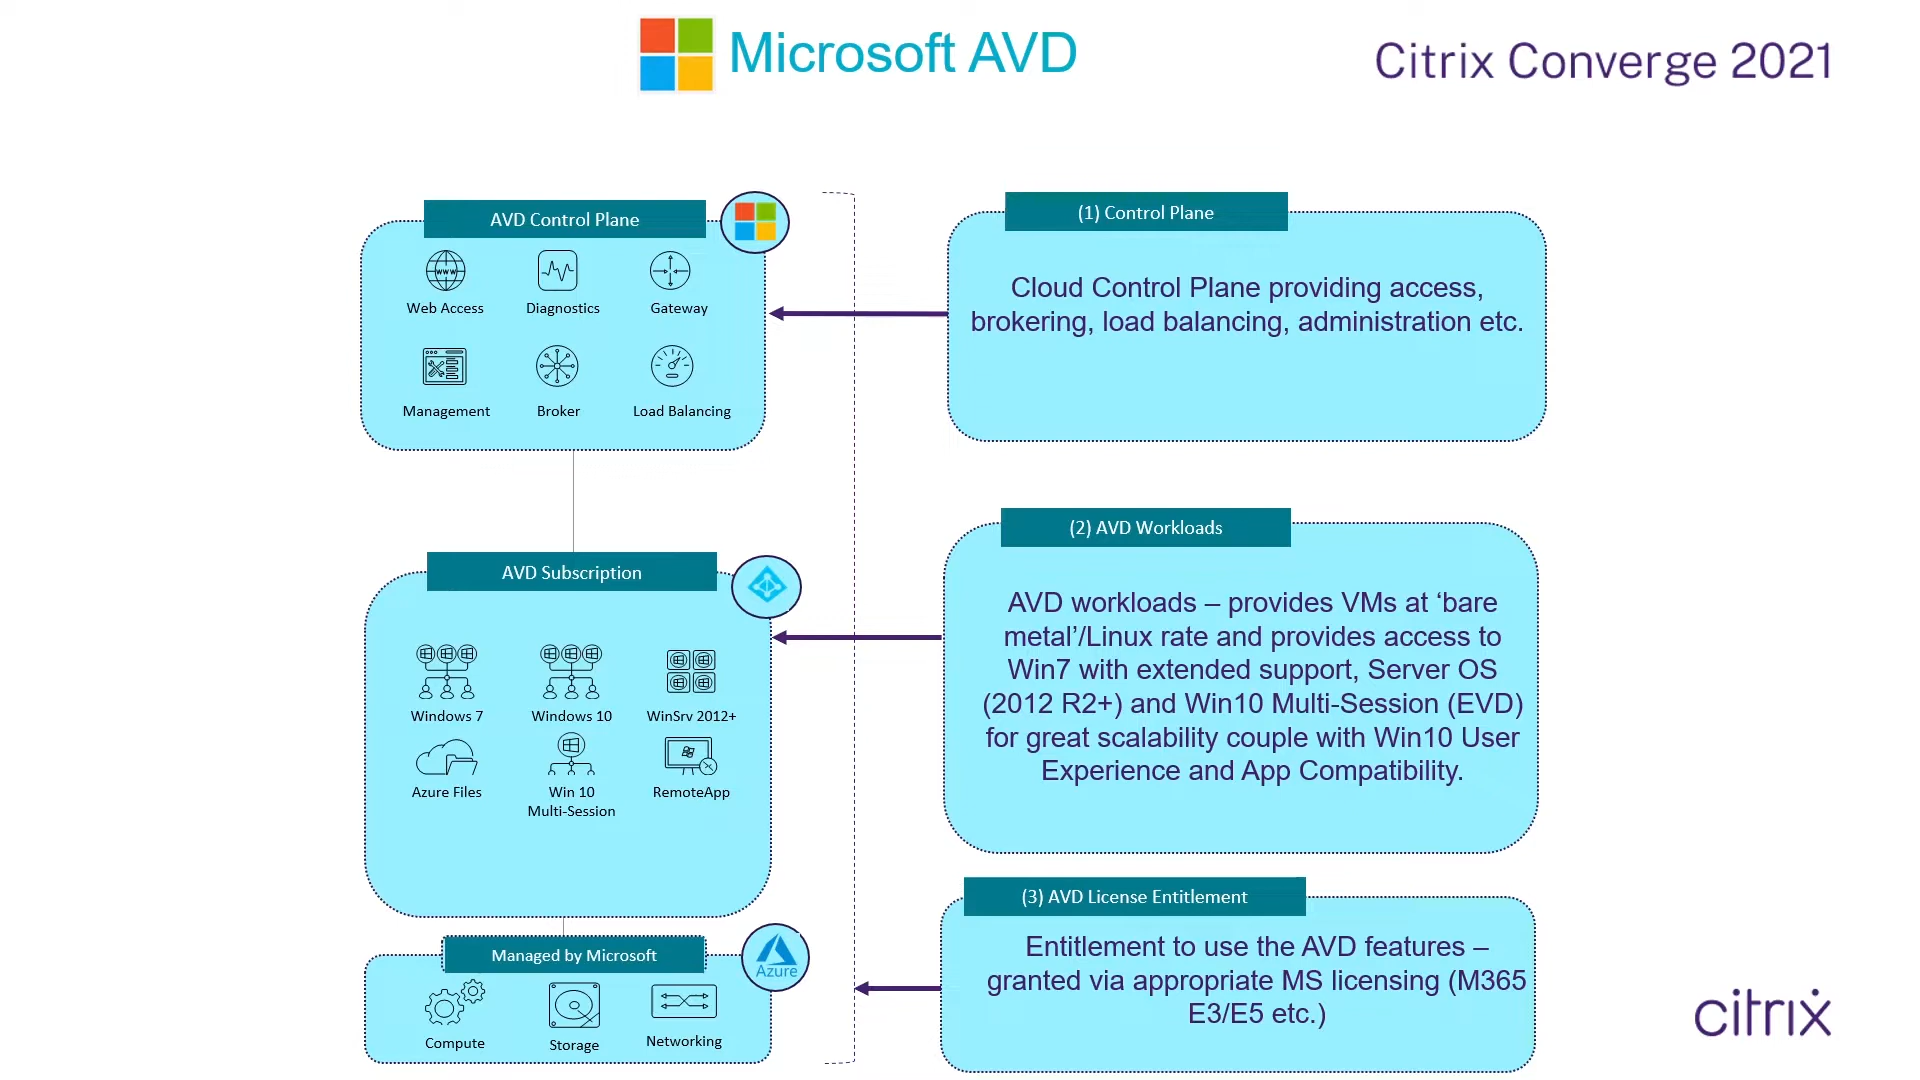 Microsoft AVD
Citrix Converge 2021
AVD Control Plane
www
Web Access
Diagnostics
Gateway
Management
Broker
Load Balancing
(1) Control Plane
Cloud Control Plane providing access,
brokering, load balancing, administration etc.
AVD Subscription
Windows 7
Windows 10
WinSrv 2012+
Azure Files
Win 10
Multi-Session
RemoteApp
(2) AVD Workloads
AVD workloads – provides VMs at ‘bare
metal’/Linux rate and provides access to
Win7 with extended support, Server OS
(2012 R2+) and Win10 Multi-Session (EVD)
for great scalability couple with Win10 User
Experience and App Compatibility.
Managed by Microsoft
Azure
Compute
Storage
Networking
(3) AVD License Entitlement
Entitlement to use the AVD features –
granted via appropriate MS licensing (M365
E3/E5 etc.)
citrix